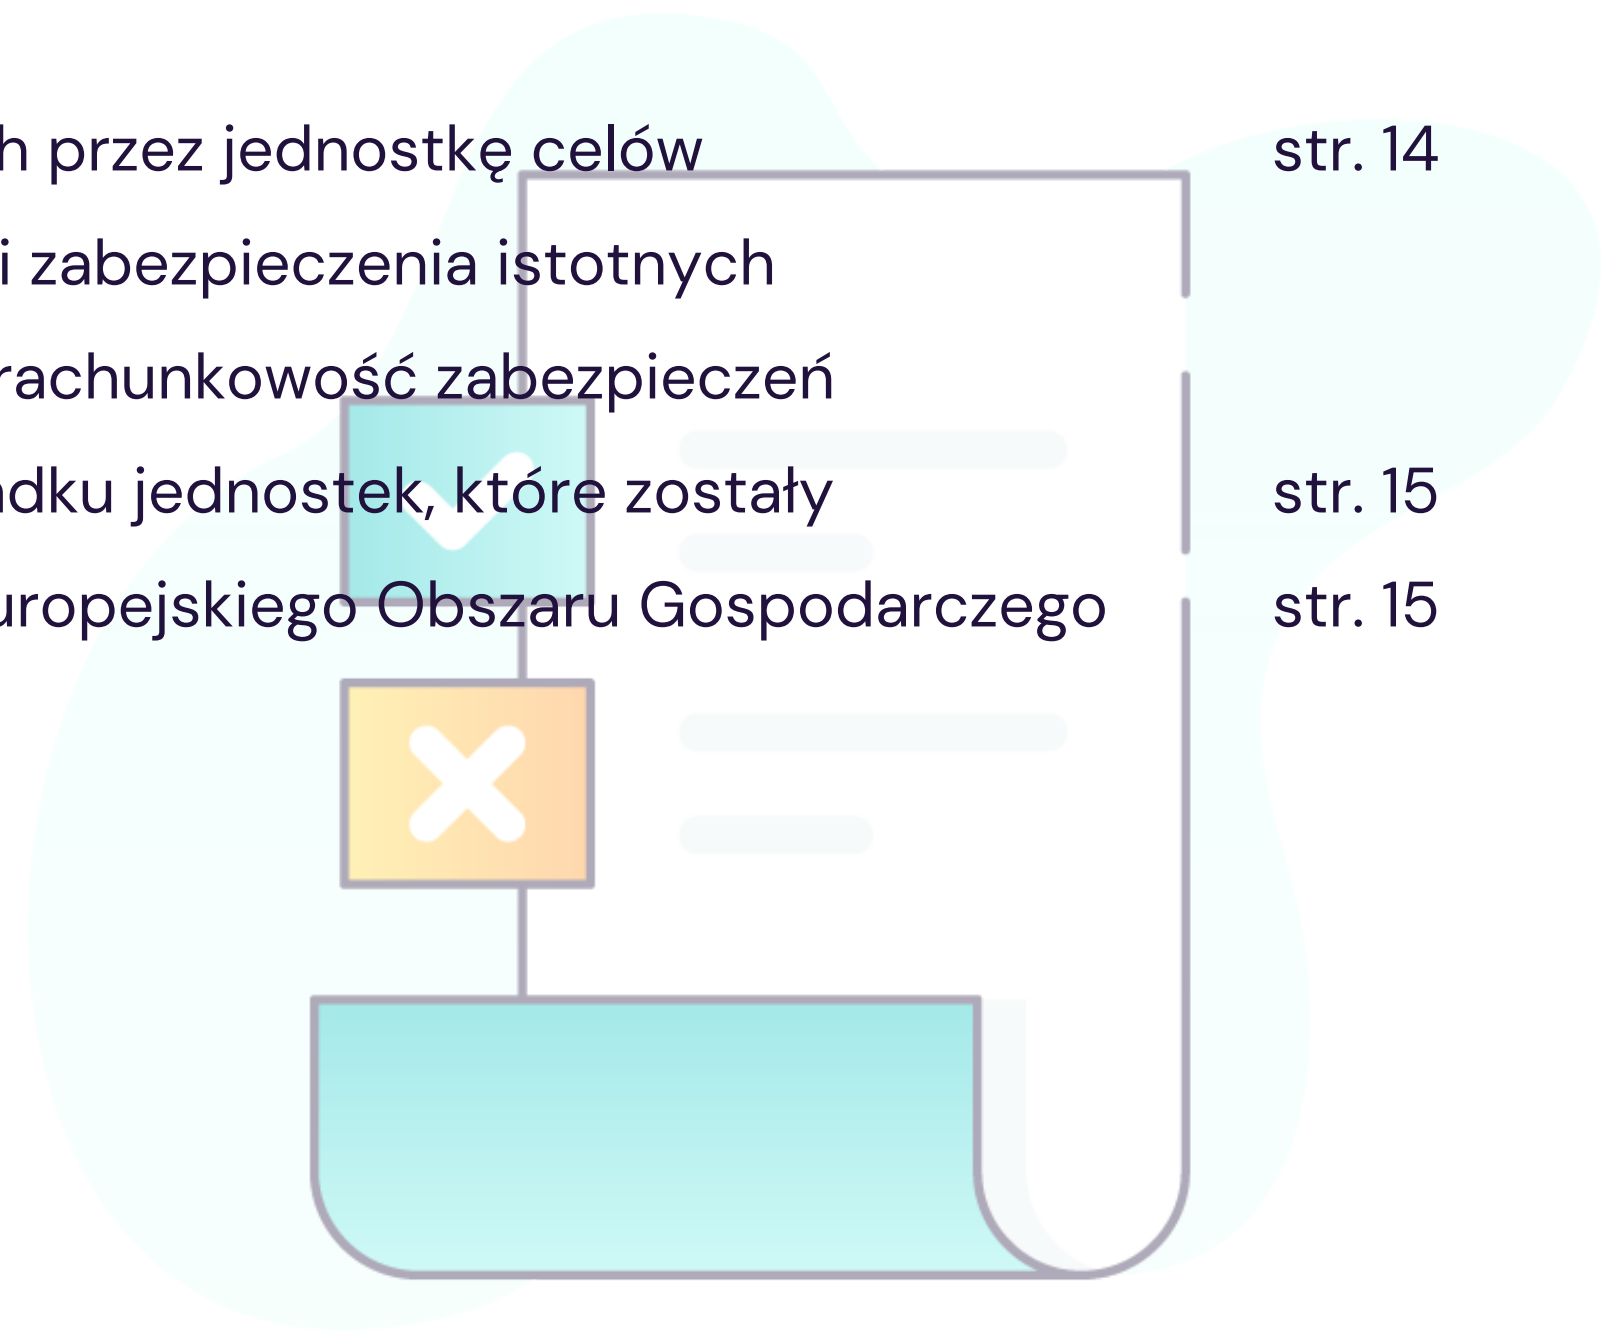 h przez jednostkę celów str. 14
i zabezpieczenia istotnych
rachunkowość zabezpieczeń
dku jednostek, które zostały str. 15
uropejskiego Obszaru Gospodarczego str. 15